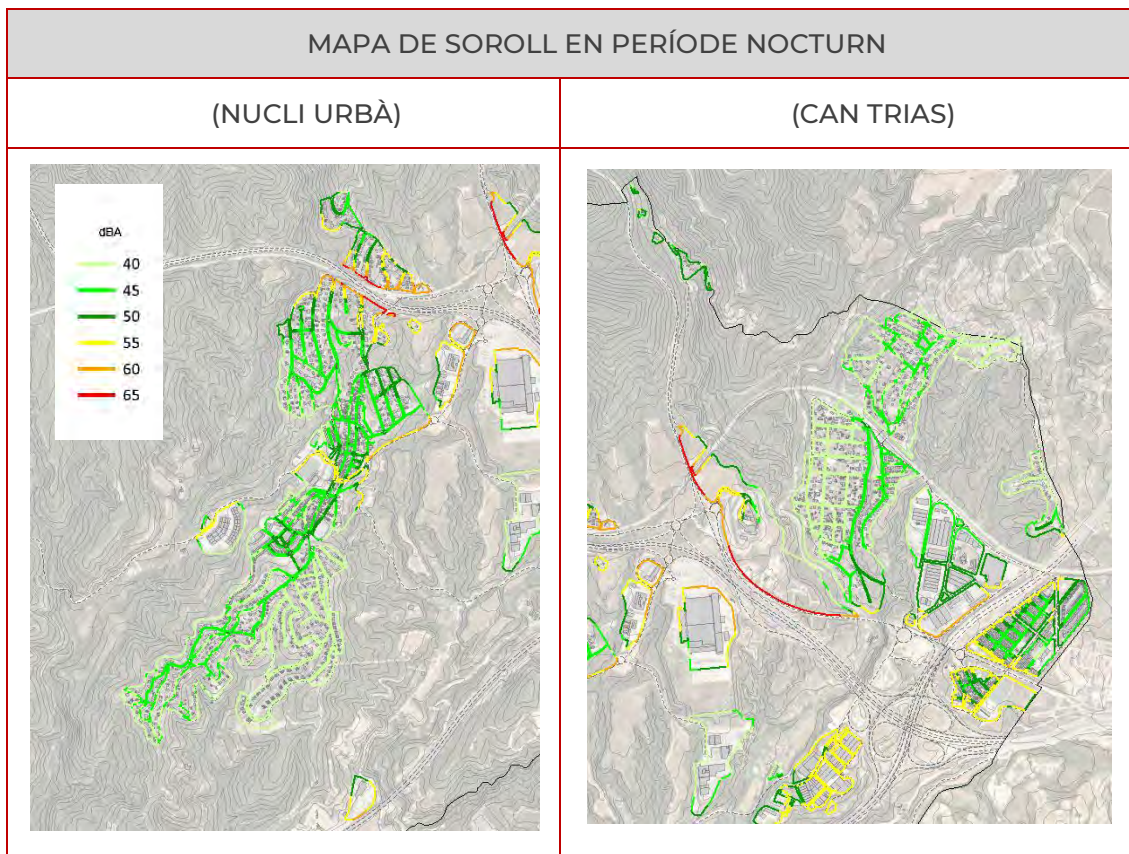 MAPA DE SOROLL EN PERÍODE NOCTURN
(NUCLI URBÀ)
(CAN TRIAS)
dBA
40
45
50
55
60
65